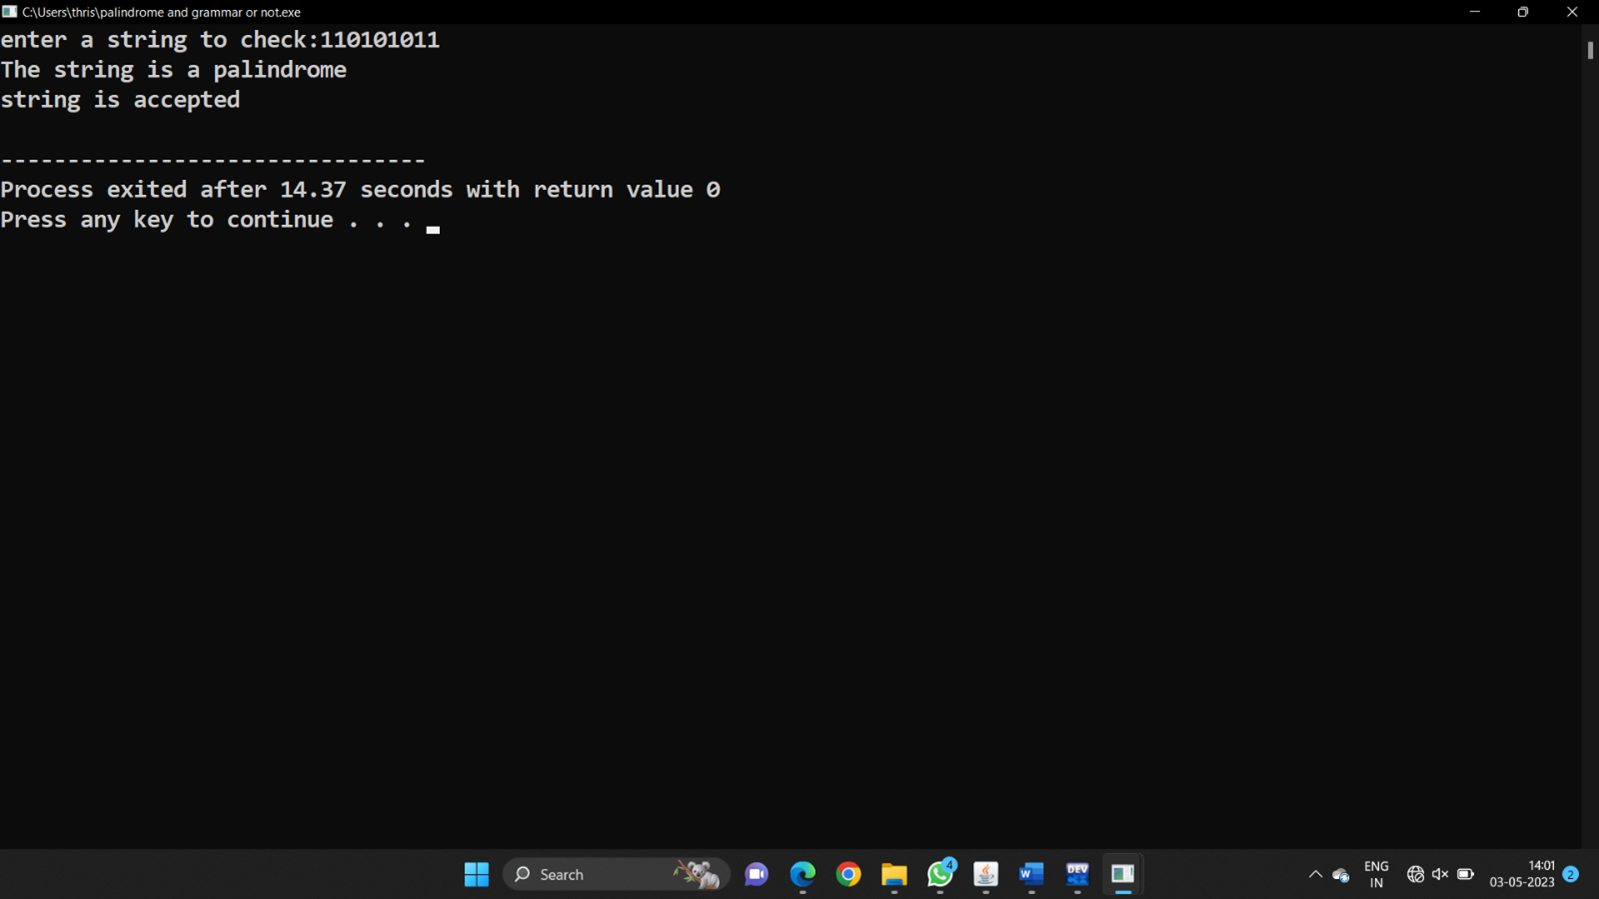 C:\Users\thris\palindrome and grammar or not.exe
enter a string to check:110101011
The string is a palindrome
string is accepted
--------------------------------
Process exited after 14.37 seconds with return value 0
Press any key to continue . . .
Search
4
W
DEV
ENG
IN
14:01
03-05-2023
2